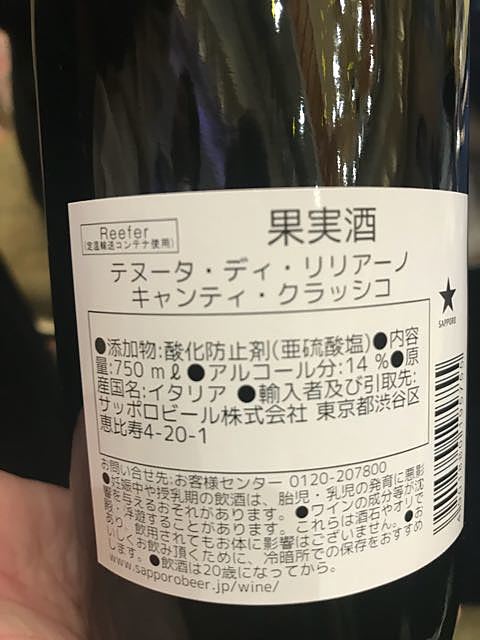 Reefer
(定温輸送コンテナ使用)
果実酒
テヌータ・ディ・リリアーノ
キャンティ・クラッシコ
SAPPORO
●添加物:酸化防止剤(亜硫酸塩)●内容
量:750mℓ●アルコール分:14%●原
産国名:イタリア ●輸入者及び引取先:
サッポロビール株式会社 東京都渋谷区
恵比寿4-20-1
お問い合せ先:お客様センター 0120-207800
●妊娠中や授乳期の飲酒は、胎児・乳児の発育に悪影
響を与えるおそれがあります。●ワインの成分等が沈
殿・浮遊することがあります。これらは酒石やオリで
あり、飲用されてもお体に影響はございません。●お
いしくお飲み頂くために、冷暗所での保存をおすすめ
します。●飲酒は20歳になってから。
www.sapporobeer.jp/wine/